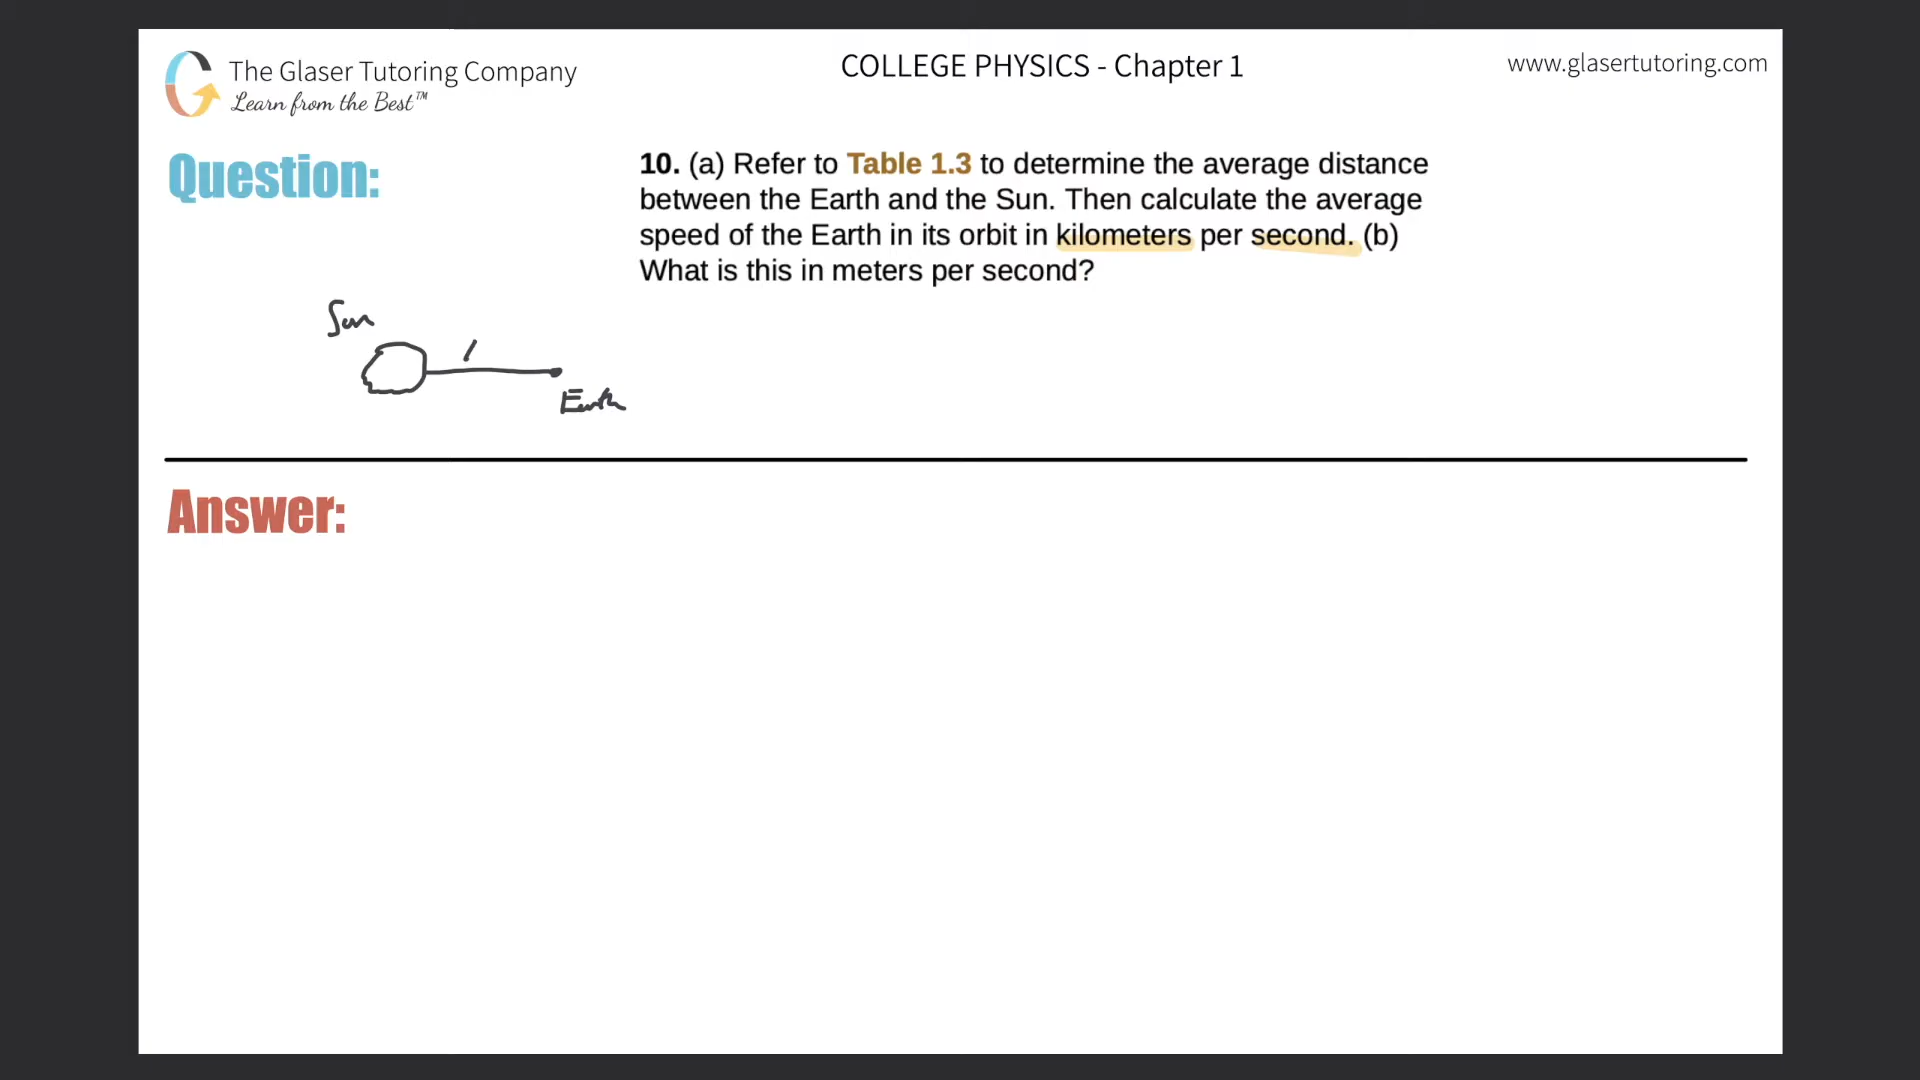 The Glaser Tutoring Company
Learn from the Best™
COLLEGE PHYSICS - Chapter 1
www.glasertutoring.com
Question:
10. (a) Refer to Table 1.3 to determine the average distance
between the Earth and the Sun. Then calculate the average
speed of the Earth in its orbit in kilometers per second. (b)
What is this in meters per second?
Sun
Earth
Answer: